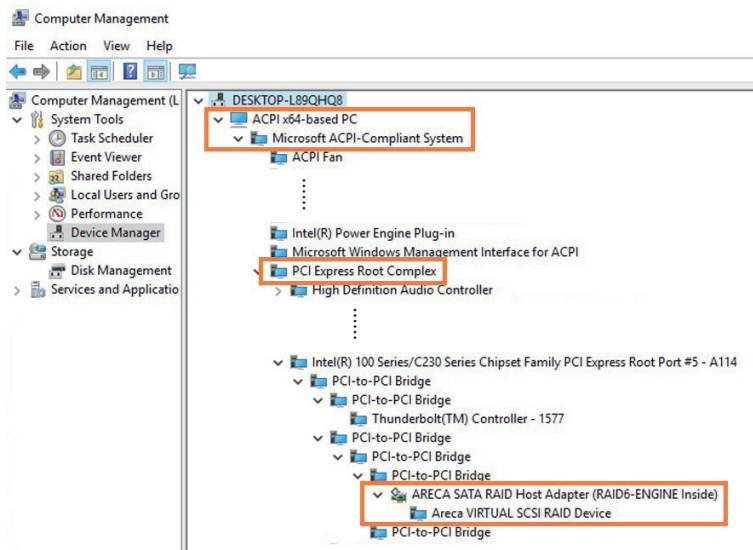 Computer Management
File Action View Help
Computer Management (L
System Tools
Task Scheduler
Event Viewer
Shared Folders
Local Users and Gro
Performance
Device Manager
Storage
Disk Management
Services and Applicatio
DESKTOP-L89QHQ8
ACPI x64-based PC
Microsoft ACPI-Compliant System
ACPI Fan
Intel(R) Power Engine Plug-in
Microsoft Windows Management Interface for ACPI
PCI Express Root Complex
High Definition Audio Controller
Intel(R) 100 Series/C230 Series Chipset Family PCI Express Root Port #5 - A114
PCI-to-PCI Bridge
PCI-to-PCI Bridge
Thunderbolt(TM) Controller - 1577
PCI-to-PCI Bridge
PCI-to-PCI Bridge
PCI-to-PCI Bridge
ARECA SATA RAID Host Adapter (RAID6-ENGINE Inside)
Areca VIRTUAL SCSI RAID Device
PCI-to-PCI Bridge